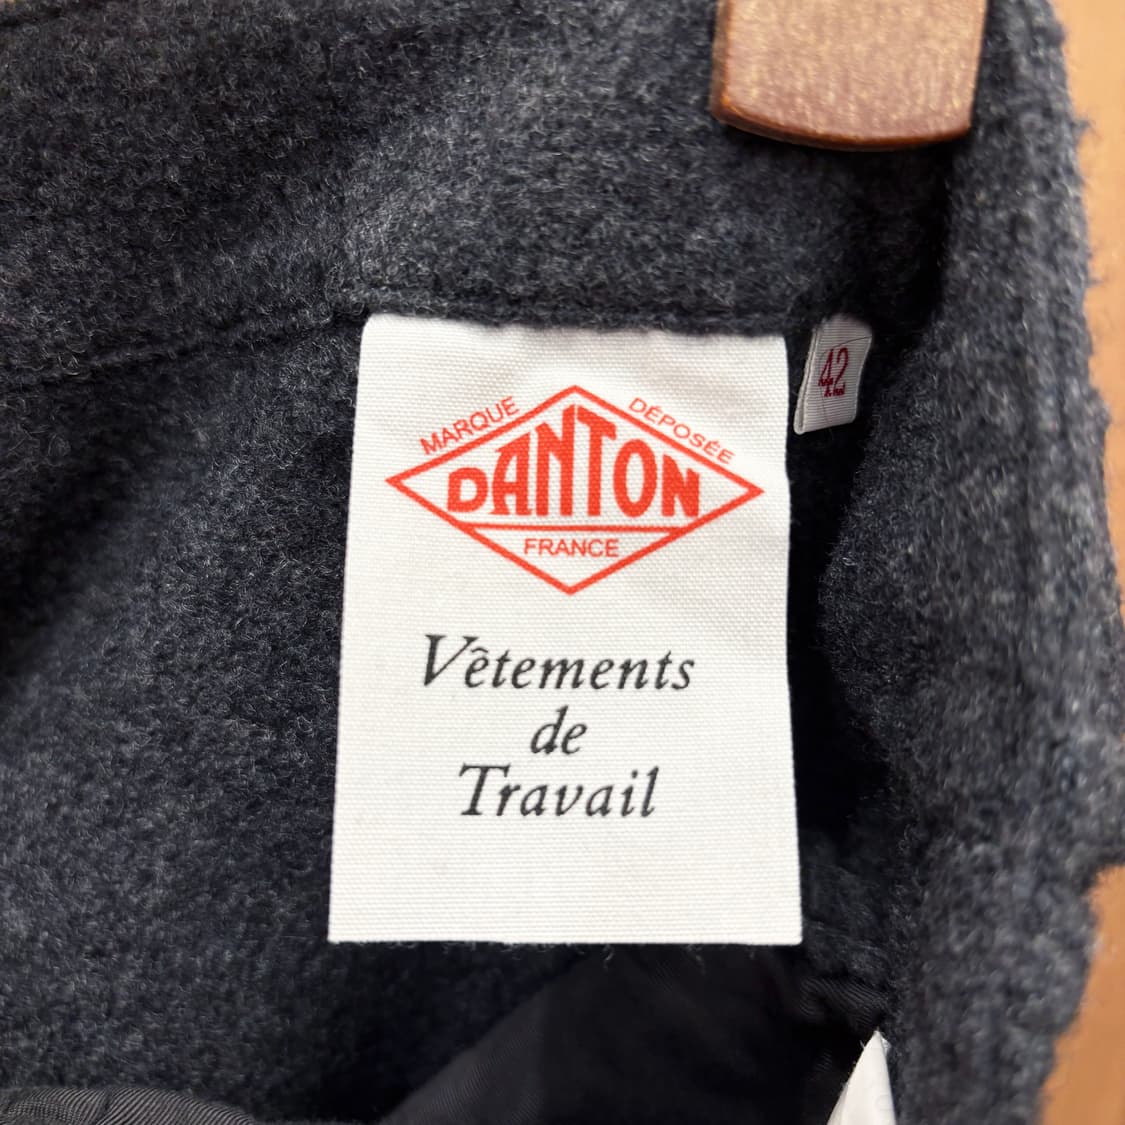 MARQUE DÉPOSÉE
DANTON
FRANCE
Vêtements
de
Travail
42